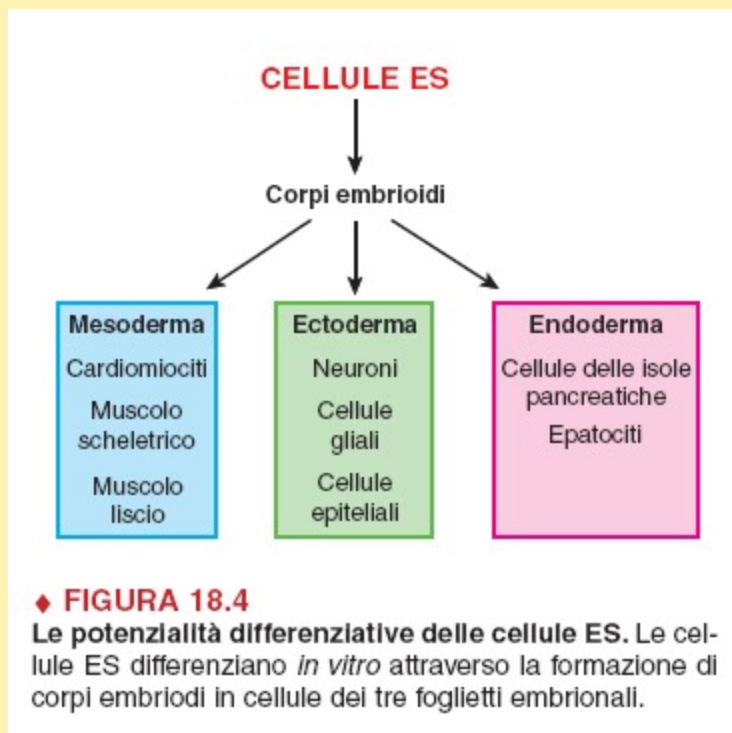 CELLULE ES
Corpi embrioidi
Mesoderma
Cardiomiociti
Muscolo
scheletrico
Muscolo
liscio
Ectoderma
Neuroni
Cellule
gliali
Cellule
epiteliali
Endoderma
Cellule delle isole
pancreatiche
Epatociti
♦ FIGURA 18.4
Le potenzialità differenziative delle cellule ES. Le cel-
lule ES differenziano in vitro attraverso la formazione di
corpi embriodi in cellule dei tre foglietti embrionali.